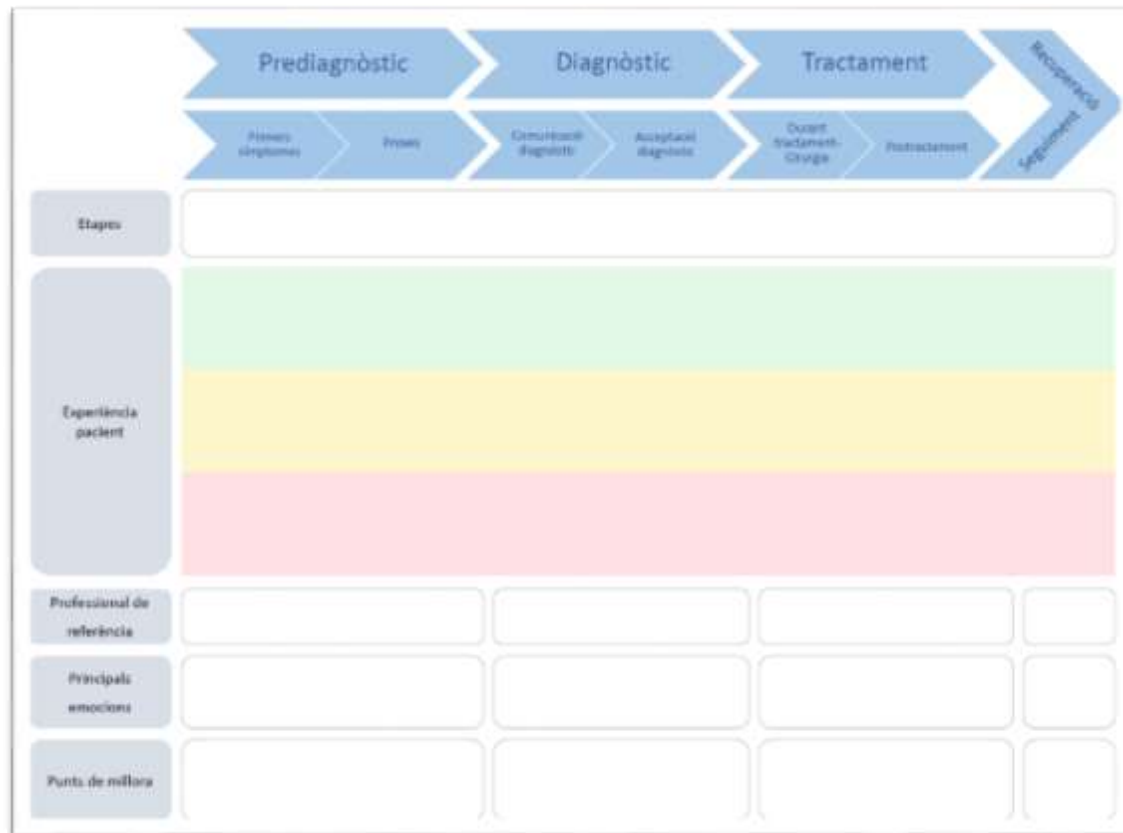 Prediagnòstic
Diagnòstic
Tractament
Recuperació
Seguiment
Primers
símptomes
Proves
Comunicació
diagnòstic
Acceptació
diagnòstic
Durant
tractament-
Cirurgia
Posttractament
Etapes
Experiència
pacient
Professional de
referència
Principals
emocions
Punts de millora